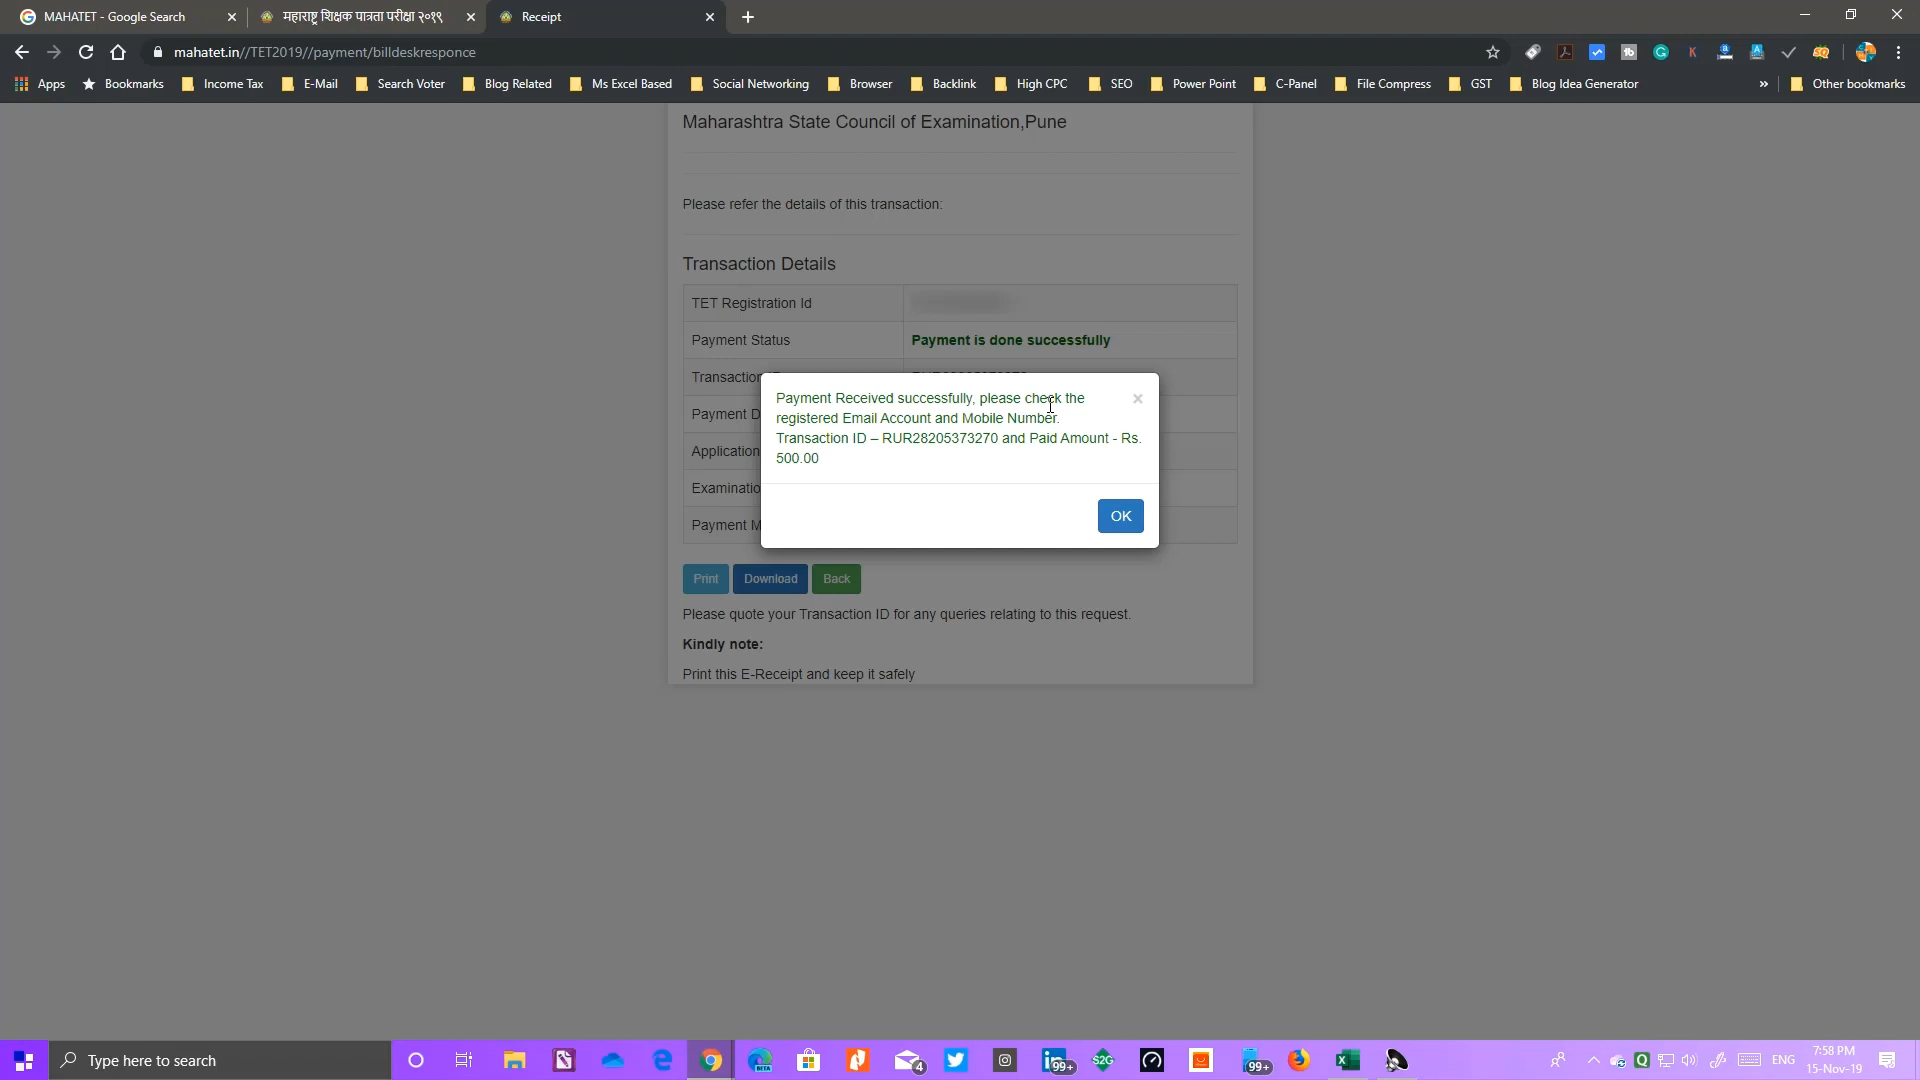 MAHATET - Google Search
महाराष्ट्र शिक्षक पात्रता परीक्षा २०१९
Receipt
mahatet.in//TET2019//payment/billdeskresponce
Apps Bookmarks Income Tax E-Mail Search Voter Blog Related Ms Excel Based Social Networking Browser Backlink High CPC SEO Power Point C-Panel File Compress GST Blog Idea Generator » Other bookmarks
Maharashtra State Council of Examination,Pune
Please refer the details of this transaction:
Transaction Details
TET Registration Id
Payment Status Payment is done successfully
Transaction
Payment D
Application
Examinatio
Payment M
Payment Received successfully, please check the
registered Email Account and Mobile Number.
Transaction ID – RUR28205373270 and Paid Amount - Rs.
500.00
OK
Print Download Back
Please quote your Transaction ID for any queries relating to this request.
Kindly note:
Print this E-Receipt and keep it safely
Type here to search
BETA
4
99+
S2G
99+
ENG
7:58 PM
15-Nov-19